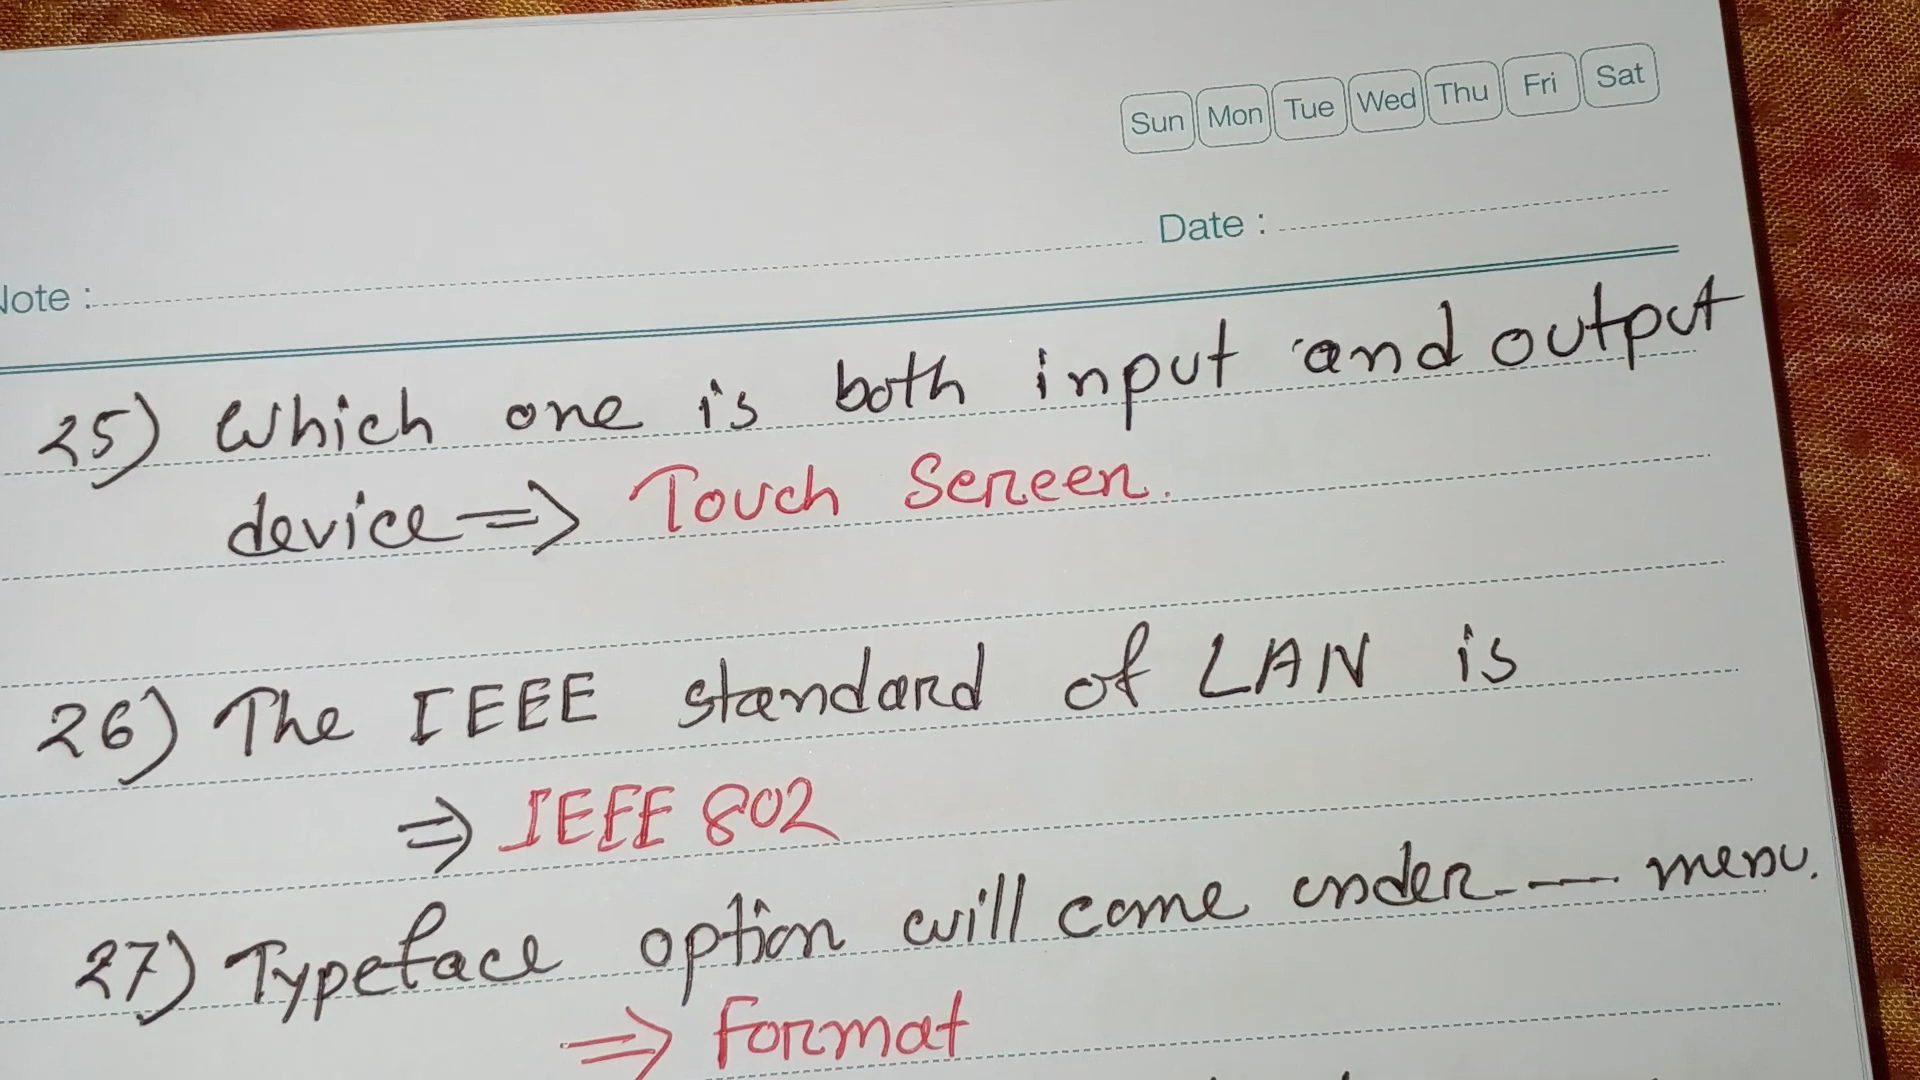 Sun Mon Tue Wed Thu Fri Sat
Date :
Note :
25) Which one is both input and output
device => Touch Screen.
26) The IEEE standard of LAN is
=> IEEE 802
27) Typeface option will come under --- menu.
=> Format